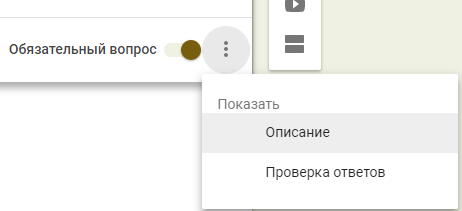 Обязательный вопрос
Показать
Описание
Проверка ответов